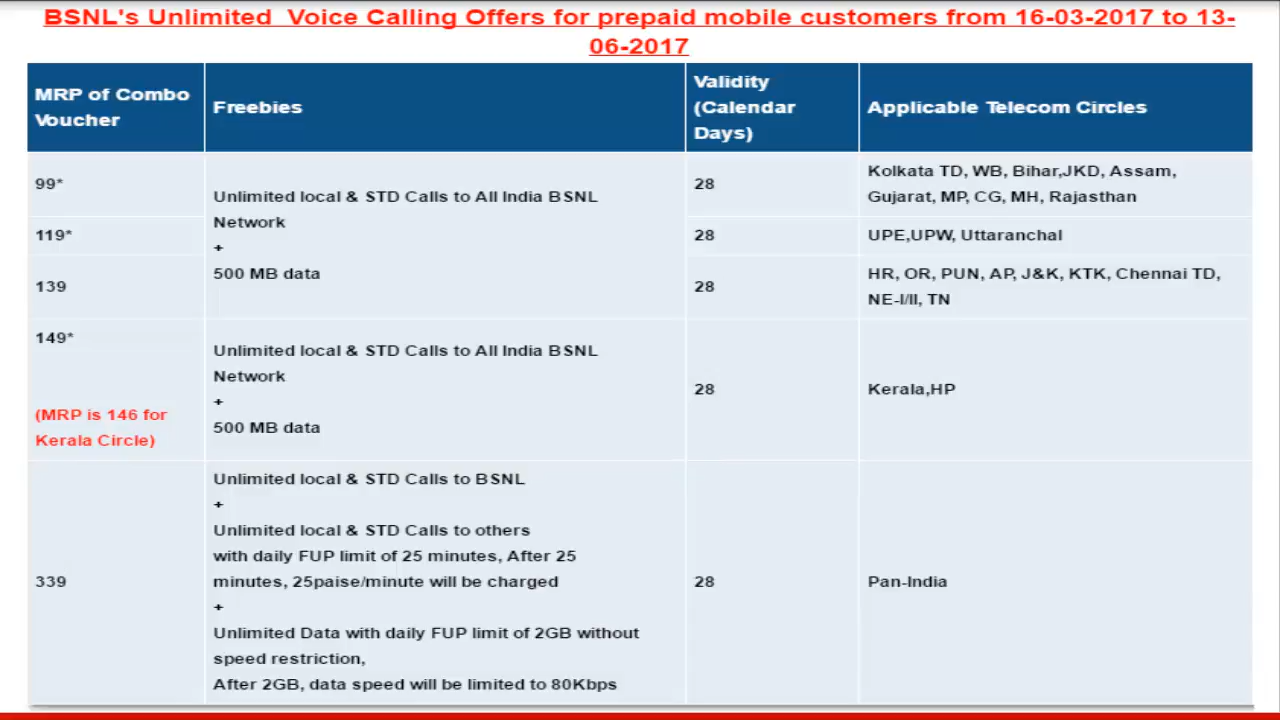 BSNL's Unlimited Voice Calling Offers for prepaid mobile customers from 16-03-2017 to 13-
06-2017
MRP of Combo
Voucher
Freebies
Validity
(Calendar
Days)
Applicable Telecom Circles
99*
Unlimited local & STD Calls to All India BSNL
Network
+
500 MB data
28
Kolkata TD, WB, Bihar,JKD, Assam,
Gujarat, MP, CG, MH, Rajasthan
119*
28
UPE,UPW, Uttaranchal
139
28
HR, OR, PUN, AP, J&K, KTK, Chennai TD,
NE-I/II, TN
149*
(MRP is 146 for
Kerala Circle)
Unlimited local & STD Calls to All India BSNL
Network
+
500 MB data
28
Kerala,HP
339
Unlimited local & STD Calls to BSNL
+
Unlimited local & STD Calls to others
with daily FUP limit of 25 minutes, After 25
minutes, 25paise/minute will be charged
+
Unlimited Data with daily FUP limit of 2GB without
speed restriction,
After 2GB, data speed will be limited to 80Kbps
28
Pan-India